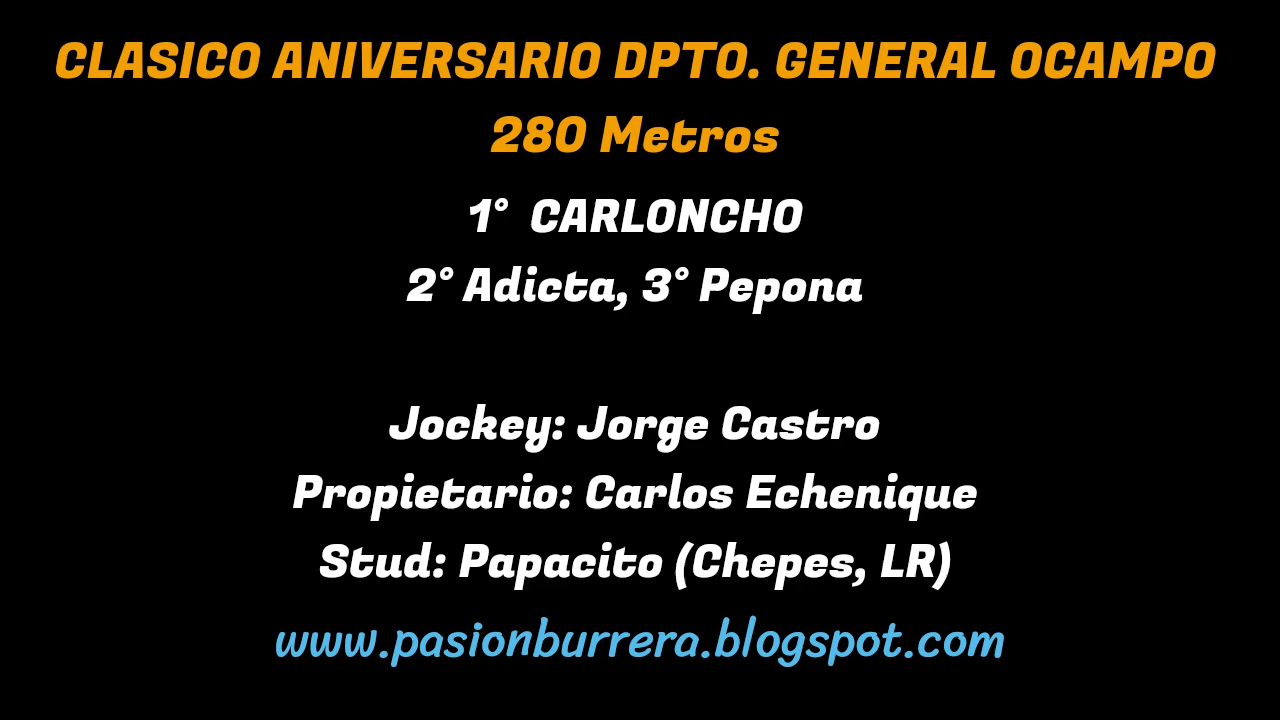 CLASICO ANIVERSARIO DPTO. GENERAL OCAMPO
280 Metros
1° CARLONCHO
2° Adicta, 3° Pepona
Jockey: Jorge Castro
Propietario: Carlos Echenique
Stud: Papacito (Chepes, LR)
www.pasionburrera.blogspot.com